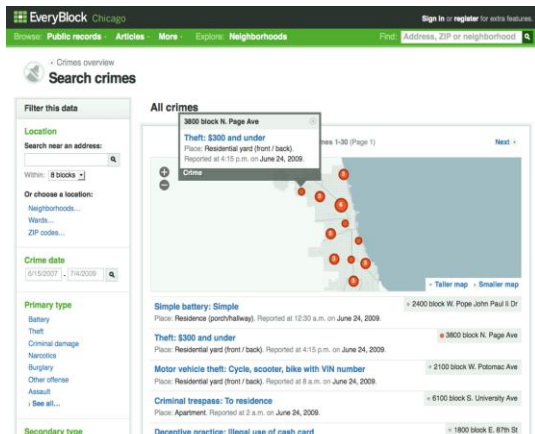 EveryBlock Chicago
Sign in or register for extra features.
Browse: Public records Articles More Explore: Neighborhoods
Find: Address, ZIP or neighborhood
Crimes overview
Search crimes
Filter this data
Location
Search near an address:
Within: 8 blocks
Or choose a location:
Neighborhoods...
Wards...
ZIP codes...
Crime date
6/15/2007 - 7/4/2009
Primary type
Battery
Theft
Criminal damage
Narcotics
Burglary
Other offense
Assault
› See all...
Secondary type
All crimes
3800 block N. Page Ave
Theft: $300 and under
Place: Residential yard (front / back).
Reported at 4:15 p.m. on June 24, 2009.
Crime
mes 1-30 (Page 1)
Next ›
Taller map Smaller map
Simple battery: Simple
2400 block W. Pope John Paul Ii Dr
Place: Residence (porch/hallway). Reported at 12:30 a.m. on June 24, 2009.
Theft: $300 and under
3800 block N. Page Ave
Place: Residential yard (front / back). Reported at 4:15 p.m. on June 24, 2009.
Motor vehicle theft: Cycle, scooter, bike with VIN number
2100 block W. Potomac Ave
Place: Residential yard (front / back). Reported at 8 a.m. on June 24, 2009.
Criminal trespass: To residence
6100 block S. University Ave
Place: Apartment. Reported at 2 a.m. on June 24, 2009.
Deceptive practice: Illegal use of cash card
1800 block E. 87th St